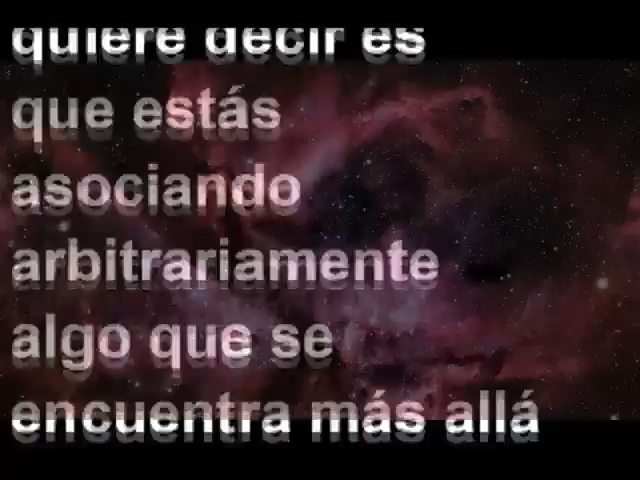 quiere decir es
que estás
asociando
arbitrariamente
algo que se
encuentra más allá